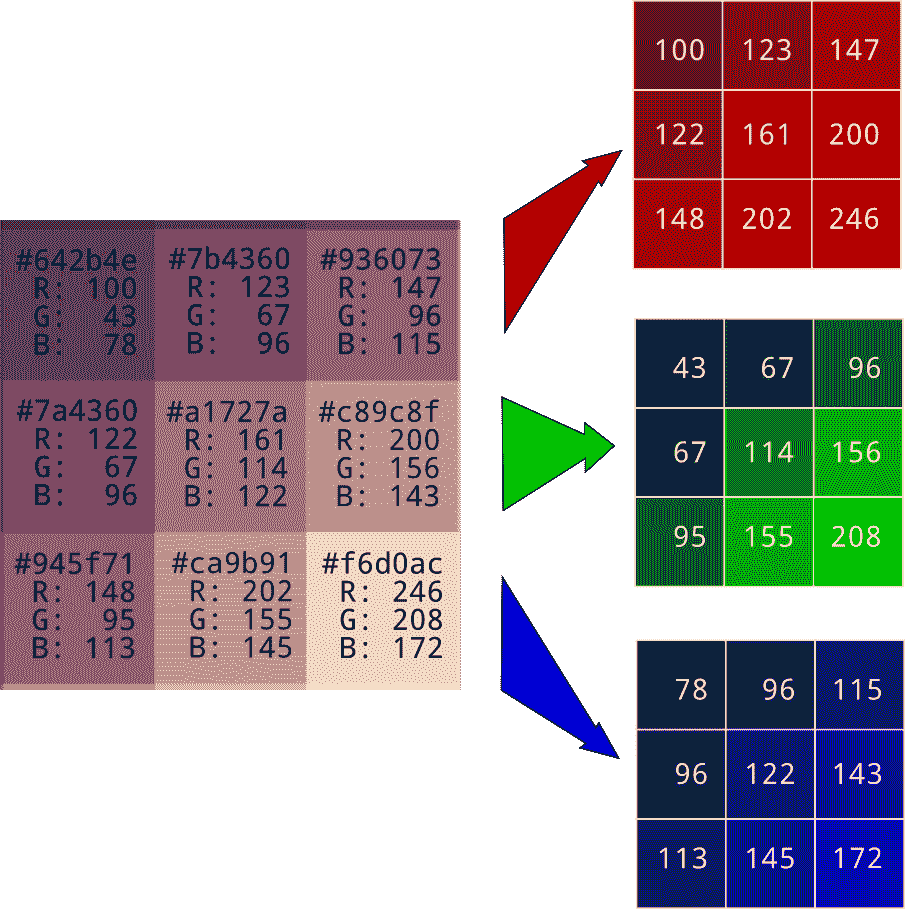 #642b4e
R: 100
G: 43
B: 78
#7b4360
R: 123
G: 67
B: 96
#936073
R: 147
G: 96
B: 115
#7a4360
R: 122
G: 67
B: 96
#a1727a
R: 161
G: 114
B: 122
#c89c8f
R: 200
G: 156
B: 143
#945f71
R: 148
G: 95
B: 113
#ca9b91
R: 202
G: 155
B: 145
#f6d0ac
R: 246
G: 208
B: 172
100 123 147
122 161 200
148 202 246
43 67 96
67 114 156
95 155 208
78 96 115
96 122 143
113 145 172